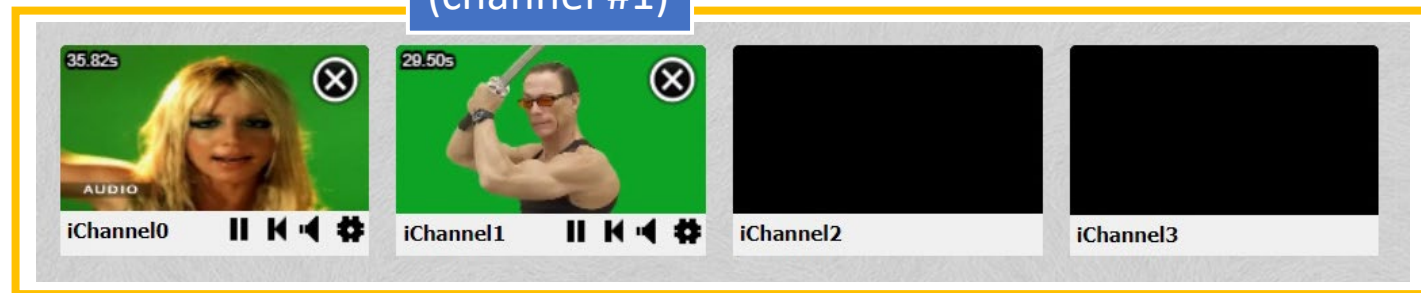 (channel #1)
35.82s
AUDIO
iChannel0
29.50s
iChannel1
iChannel2
iChannel3